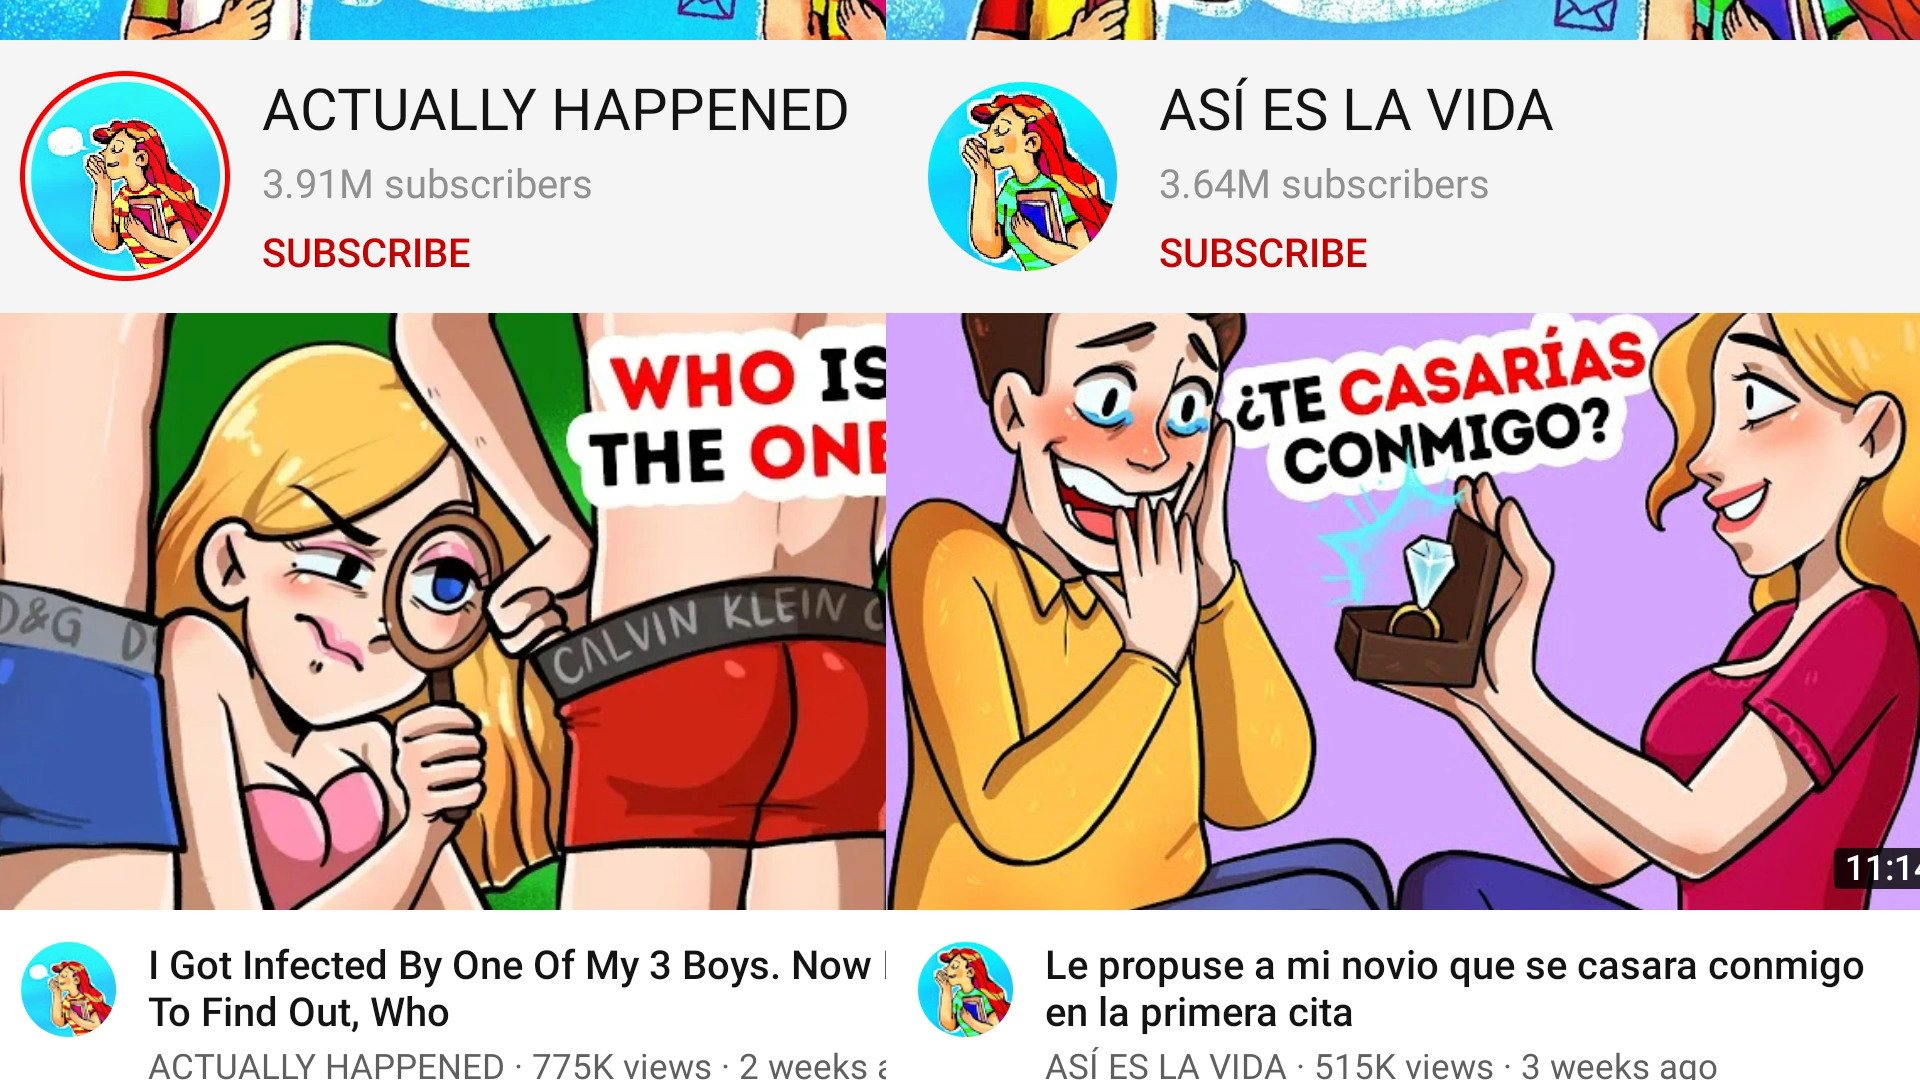 ACTUALLY HAPPENED
3.91M subscribers
SUBSCRIBE
WHO IS
THE ONE
D&G D
CALVIN KLEIN C
I Got Infected By One Of My 3 Boys. Now
To Find Out, Who
ACTUALLY HAPPENED · 775K views · 2 weeks a
ASÍ ES LA VIDA
3.64M subscribers
SUBSCRIBE
¿TE CASARÍAS
CONMIGO?
11:14
Le propuse a mi novio que se casara conmigo
en la primera cita
ASÍ ES LA VIDA · 515K views · 3 weeks ago